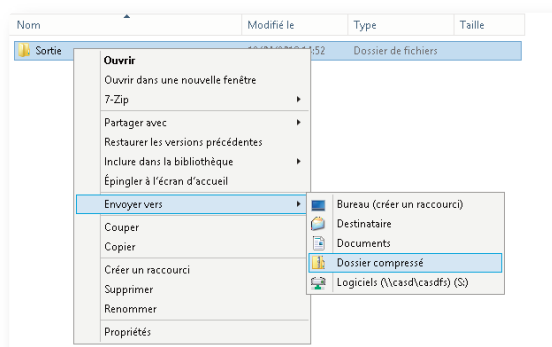 Nom Modifié le Type Taille
Sortie Dossier de fichiers
Ouvrir
Ouvrir dans une nouvelle fenêtre
7-Zip
Partager avec
Restaurer les versions précédentes
Inclure dans la bibliothèque
Épingler à l'écran d'accueil
Envoyer vers
Bureau (créer un raccourci)
Destinataire
Documents
Dossier compressé
Logiciels (\\casd\casdfs) (S:)
Couper
Copier
Créer un raccourci
Supprimer
Renommer
Propriétés